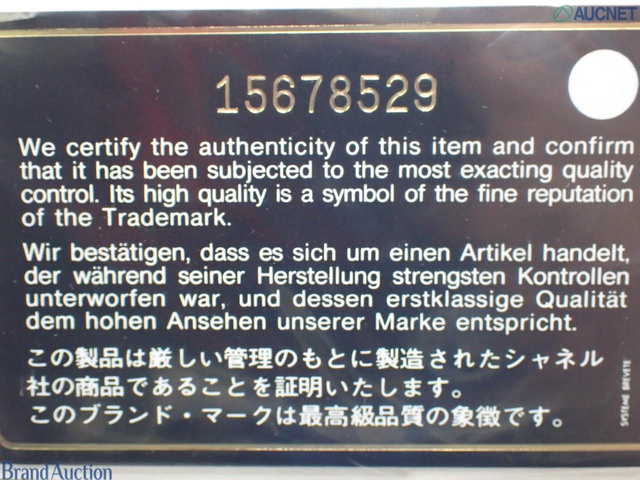 AUCNET
15678529
We certify the authenticity of this item and confirm
that it has been subjected to the most exacting quality
control. Its high quality is a symbol of the fine reputation
of the Trademark.
Wir bestätigen, dass es sich um einen Artikel handelt,
der während seiner Herstellung strengsten Kontrollen
unterworfen war, und dessen erstklassige Qualität
dem hohen Ansehen unserer Marke entspricht.
この製品は厳しい管理のもとに製造されたシャネル
社の商品であることを証明いたします。
このブランド・マークは最高級品質の象徴です。
SYSTEME BREVETE
Brand Auction